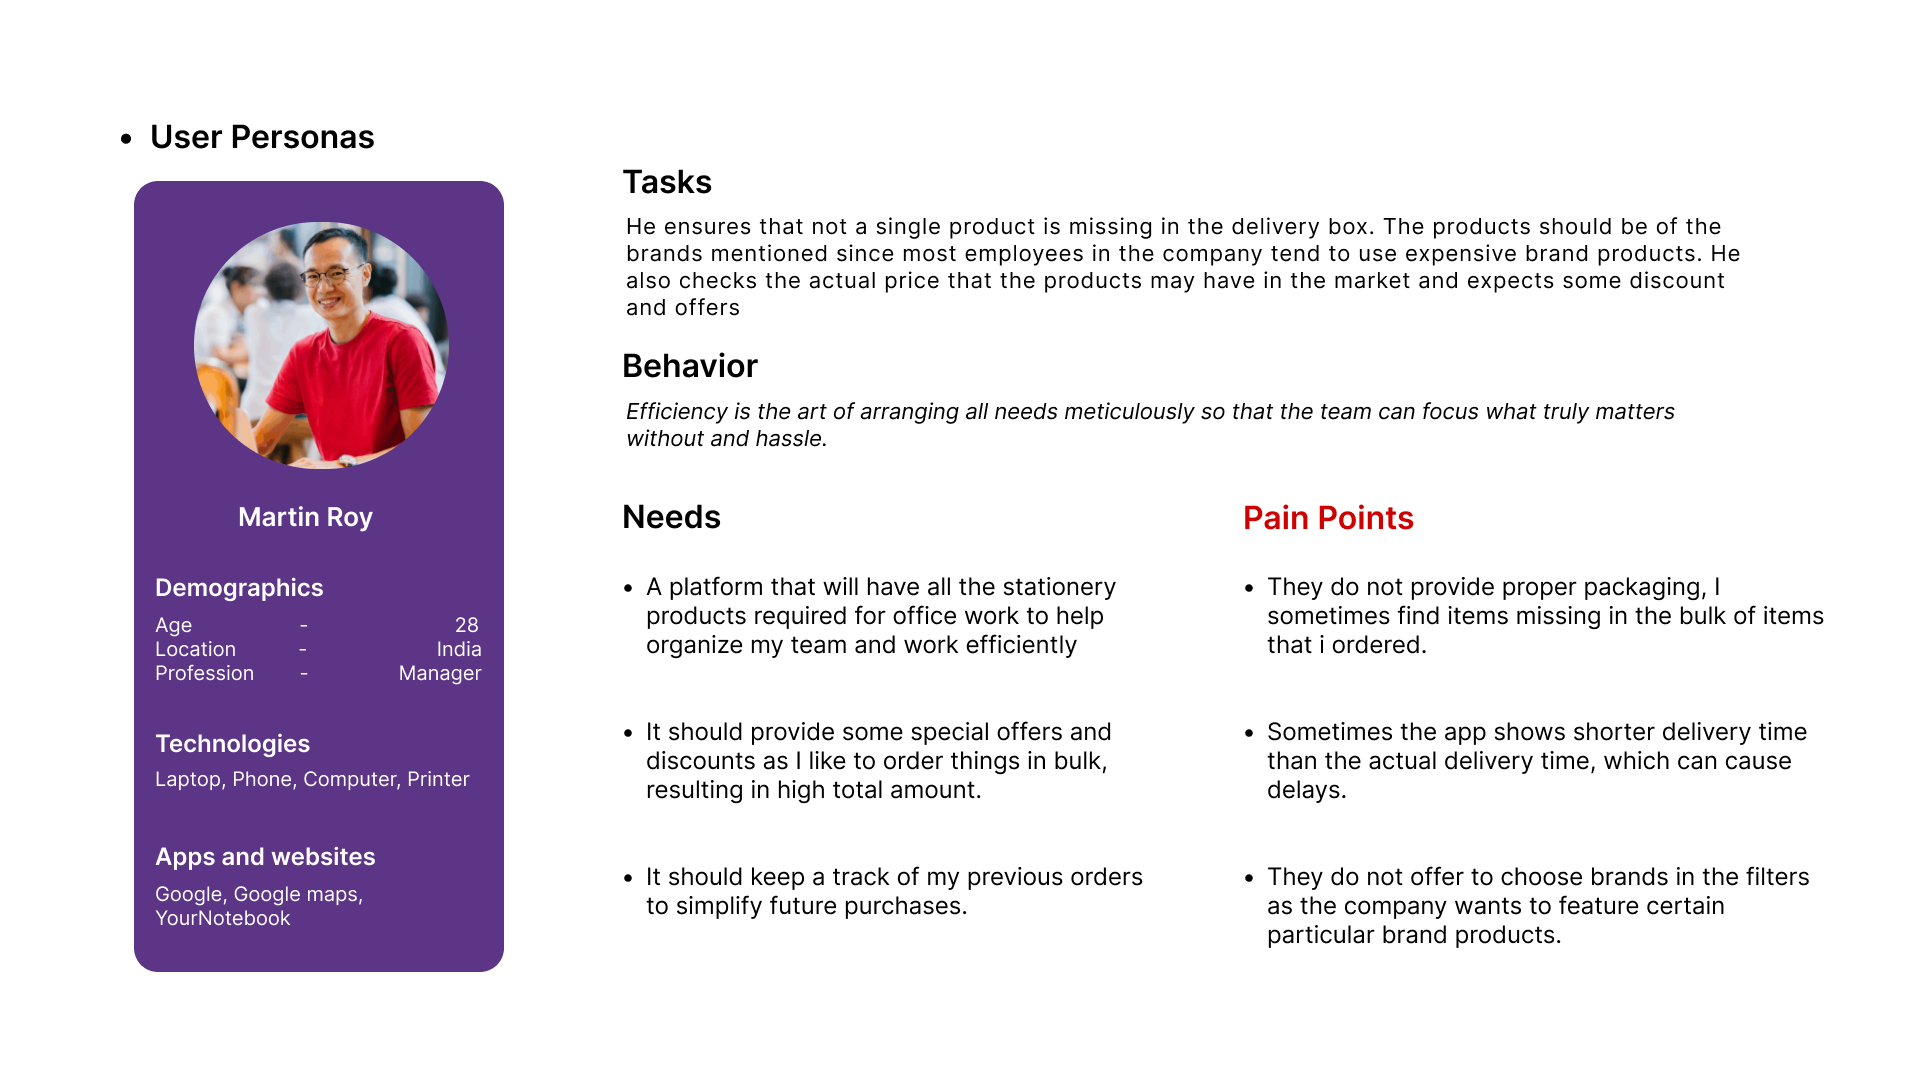 • User Personas
Martin Roy
Demographics
Age - 28
Location - India
Profession - Manager
Technologies
Laptop, Phone, Computer, Printer
Apps and websites
Google, Google maps,
YourNotebook
Tasks
He ensures that not a single product is missing in the delivery box. The products should be of the
brands mentioned since most employees in the company tend to use expensive brand products. He
also checks the actual price that the products may have in the market and expects some discount
and offers
Behavior
Efficiency is the art of arranging all needs meticulously so that the team can focus what truly matters
without and hassle.
Needs
• A platform that will have all the stationery
products required for office work to help
organize my team and work efficiently
• It should provide some special offers and
discounts as I like to order things in bulk,
resulting in high total amount.
• It should keep a track of my previous orders
to simplify future purchases.
Pain Points
• They do not provide proper packaging, I
sometimes find items missing in the bulk of items
that i ordered.
• Sometimes the app shows shorter delivery time
than the actual delivery time, which can cause
delays.
• They do not offer to choose brands in the filters
as the company wants to feature certain
particular brand products.